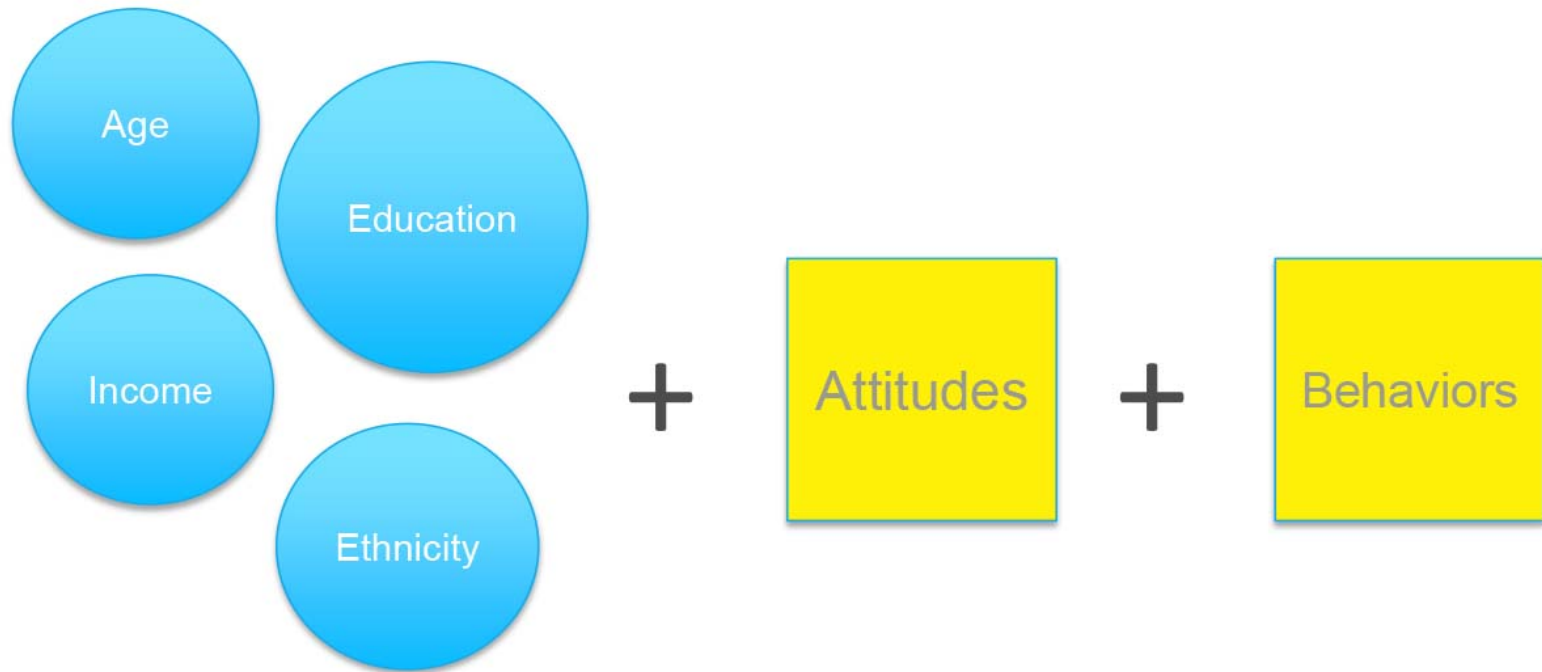 Age
Education
Income
Ethnicity
+
Attitudes
+
Behaviors